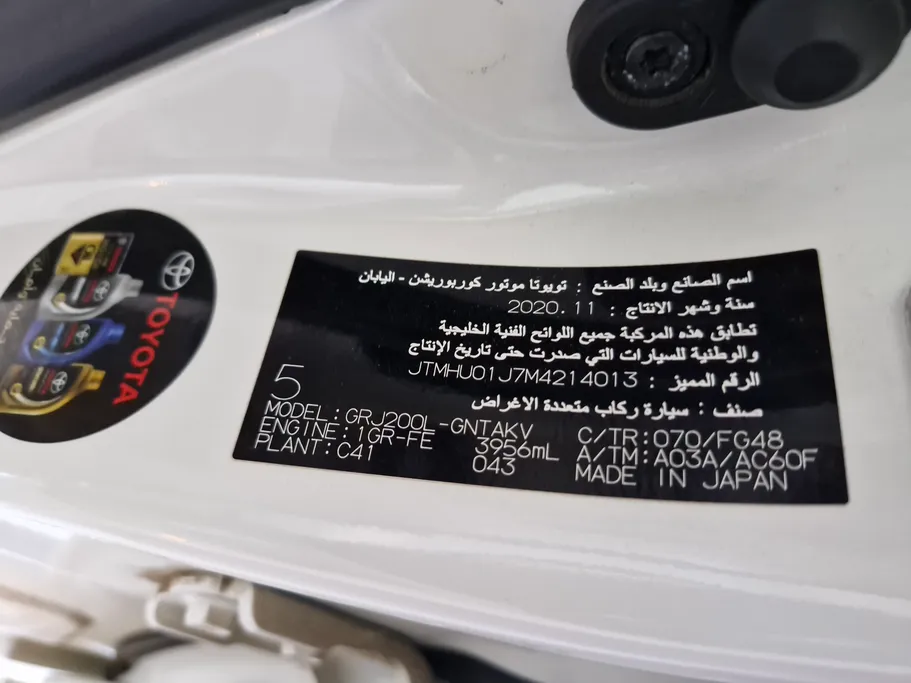 اسم الصانع وبلد الصنع : تويوتا موتور كوربوريشن - اليابان
سنة وشهر الانتاج : 2020.11
تطابق هذه المركبة جميع اللوائح الفنية الخليجية
والوطنية للسيارات التي صدرت حتى تاريخ الإنتاج
الرقم المميز : JTMHU01J7M4214013
صنف : سيارة ركاب متعددة الاغراض
5
MODEL:GRJ200L-GNTAKV C/TR:070/FG48
ENGINE:1GR-FE 3956mL A/TM:A03A/AC60F
PLANT:C41 043 MADE IN JAPAN
TOYOTA